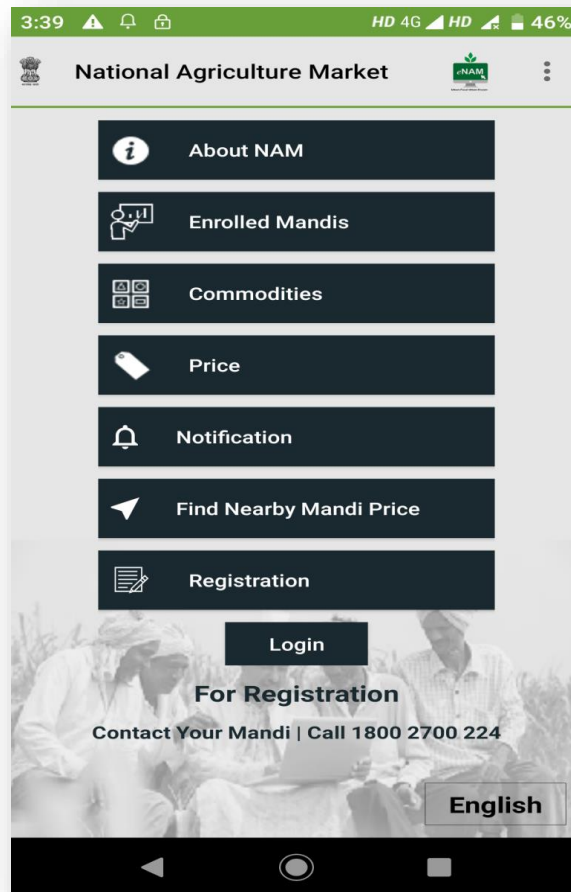 3:39 HD 4G HD 46%
National Agriculture Market
eNAM
About NAM
Enrolled Mandis
Commodities
Price
Notification
Find Nearby Mandi Price
Registration
Login
For Registration
Contact Your Mandi | Call 1800 2700 224
English